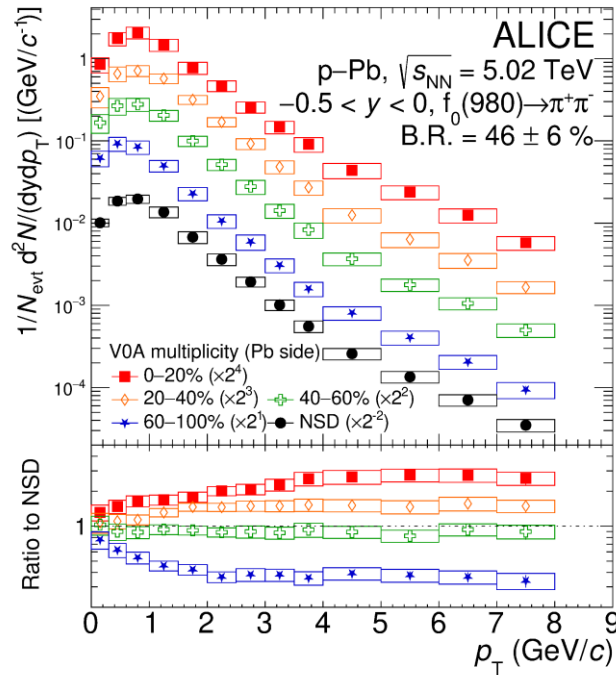 1/N_evt d²N/(dydp_T) [(GeV/c)⁻¹]
1
10⁻¹
10⁻²
10⁻³
10⁻⁴
ALICE
p–Pb, √s_NN = 5.02 TeV
−0.5 < y < 0, f₀(980)→π⁺π⁻
B.R. = 46 ± 6 %
V0A multiplicity (Pb side)
0–20% (×2⁴)
20–40% (×2³) 40–60% (×2²)
60–100% (×2¹) NSD (×2⁻²)
Ratio to NSD
1
0 1 2 3 4 5 6 7 8 9
p_T (GeV/c)